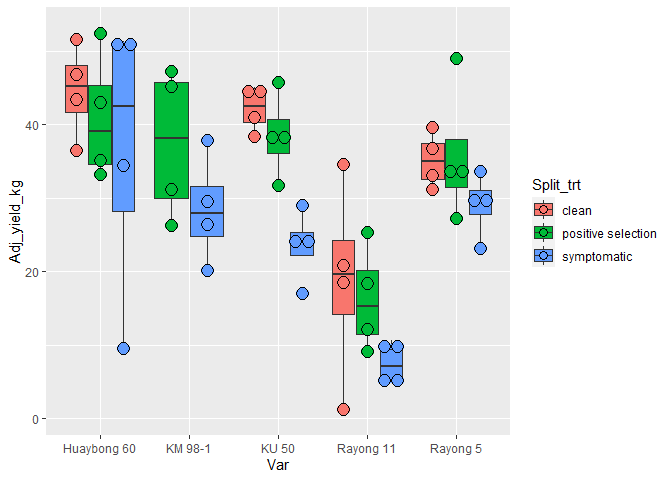 Adj_yield_kg
40
20
0
Huaybong 60 KM 98-1 KU 50 Rayong 11 Rayong 5
Var
Split_trt
clean
positive selection
symptomatic